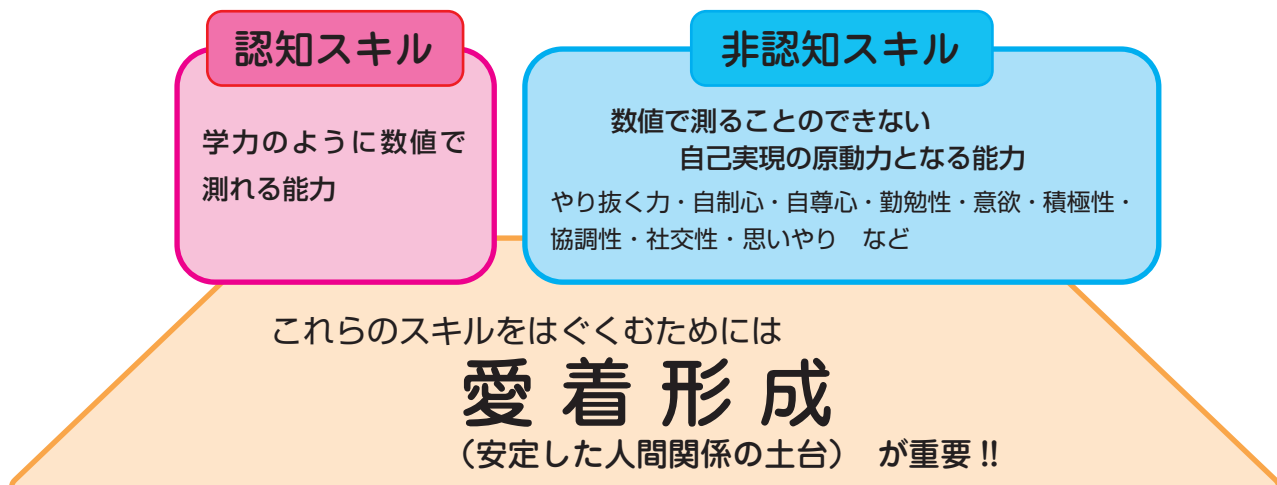 認知スキル
学力のように数値で
測れる能力
非認知スキル
数値で測ることのできない
自己実現の原動力となる能力
やり抜く力・自制心・自尊心・勤勉性・意欲・積極性・
協調性・社交性・思いやり　など
これらのスキルをはぐくむためには
愛着形成
（安定した人間関係の土台）　が重要!!